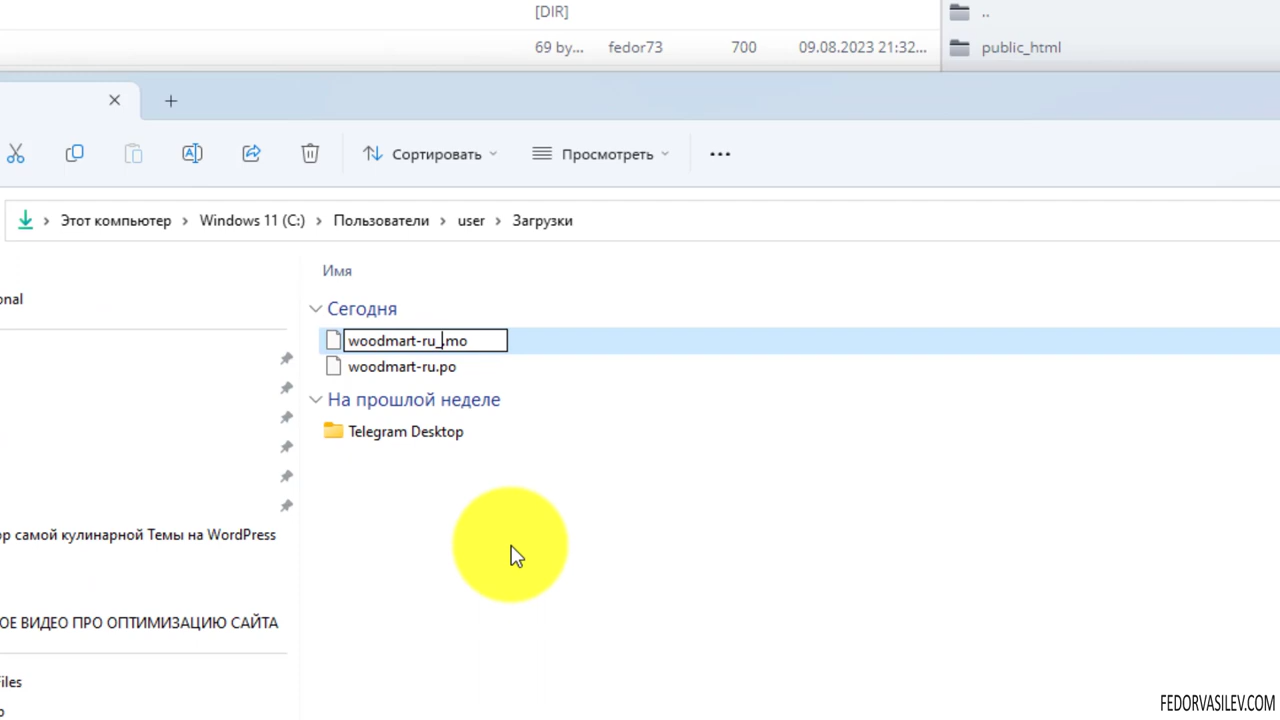 [DIR]
..
69 by... fedor73 700 09.08.2023 21:32...
public_html
Сортировать Просмотреть
Этот компьютер Windows 11 (C:) Пользователи user Загрузки
Имя
onal
Сегодня
woodmart-ru_.mo
woodmart-ru.po
На прошлой неделе
Telegram Desktop
ор самой кулинарной Темы на WordPress
ОЕ ВИДЕО ПРО ОПТИМИЗАЦИЮ САЙТА
Files
FEDORVASILEV.COM